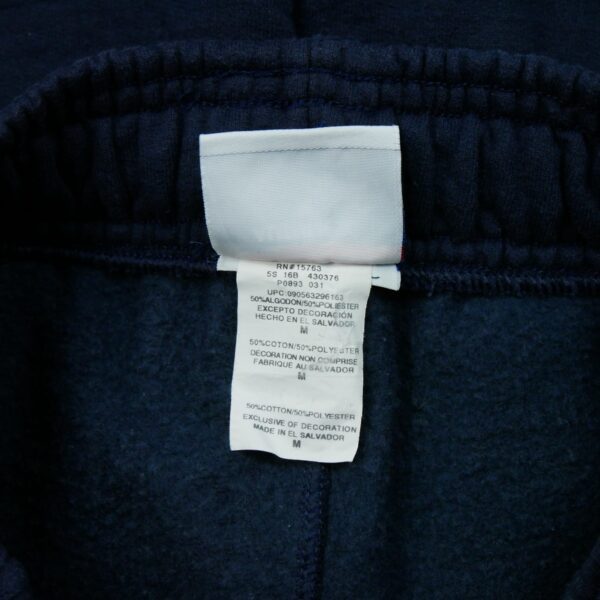 RN#15763
5S 16B 430376
P0893 031
UPC:090563296163
50%ALGODON/50%POLIESTER
EXCEPTO DECORACIÓN
HECHO EN EL SALVADOR
M
50%COTON/50%POLYESTER
DECORATION NON COMPRISE
FABRIQUE AU SALVADOR
M
50%COTTON/50%POLYESTER
EXCLUSIVE OF DECORATION
MADE IN EL SALVADOR
M